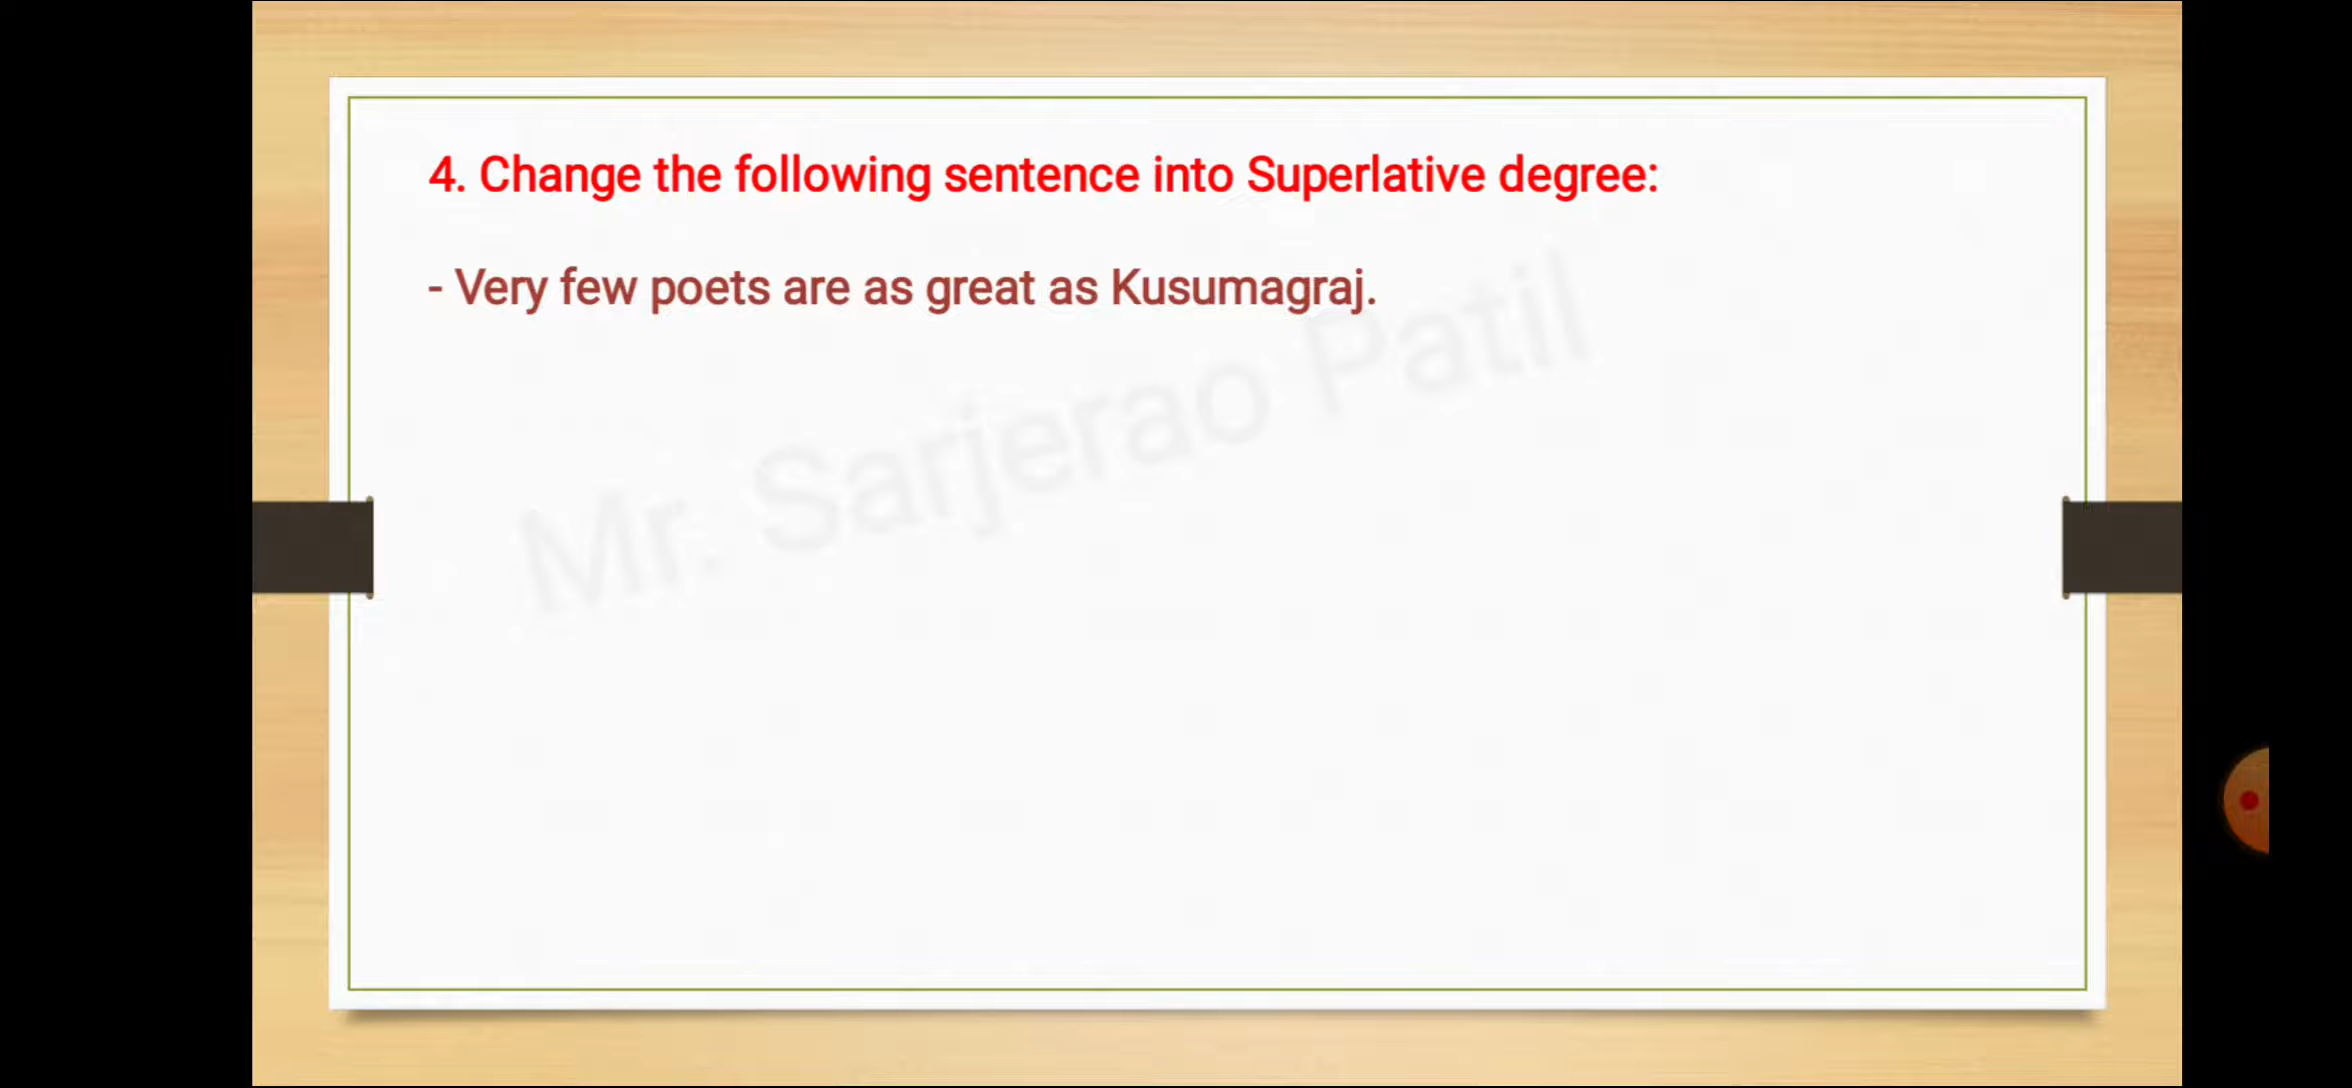 4. Change the following sentence into Superlative degree:
- Very few poets are as great as Kusumagraj.
Mr. Sarjerao Patil